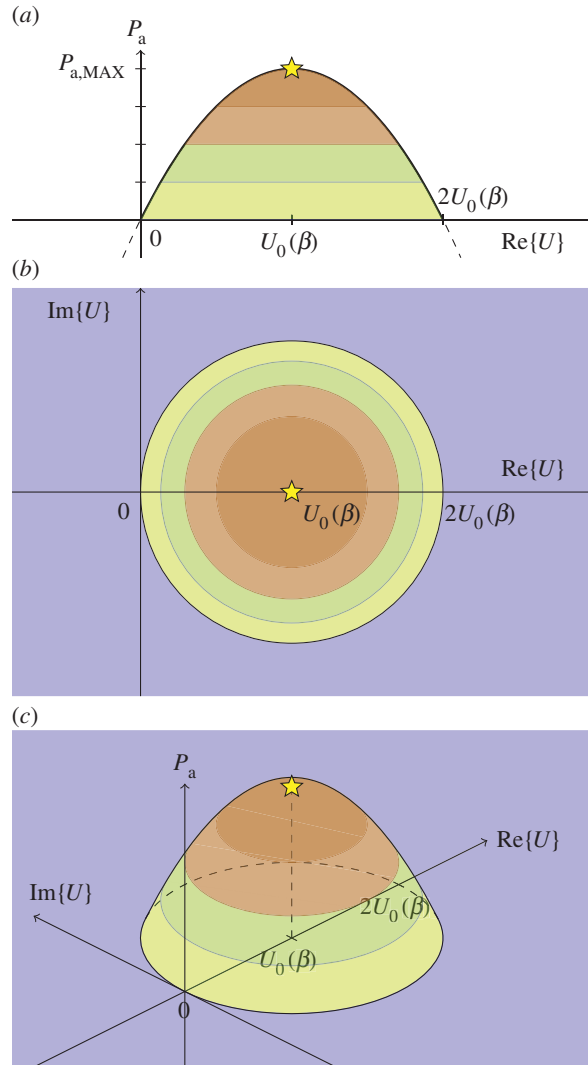 (a)
P_a
P_a,MAX
2U_0(β)
0
U_0(β)
Re{U}
(b)
Im{U}
Re{U}
0
U_0(β)
2U_0(β)
(c)
P_a
Re{U}
Im{U}
2U_0(β)
U_0(β)
0